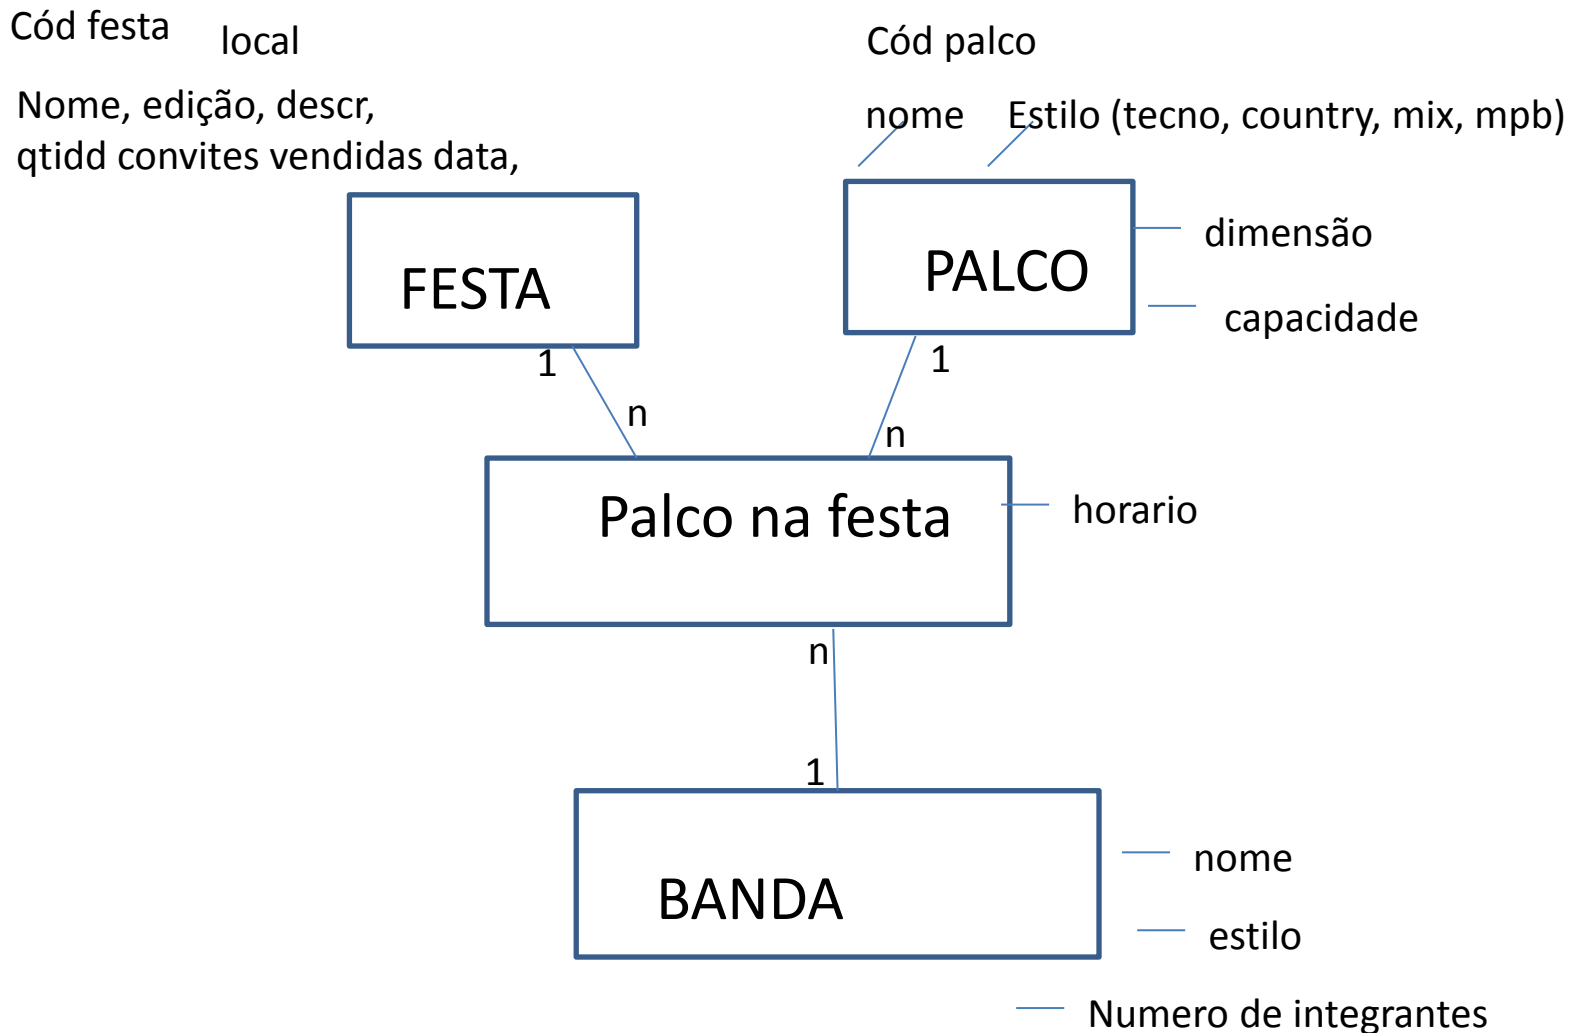 Cód festa local
Cód palco
Nome, edição, descr,
qtidd convites vendidas data,
nome Estilo (tecno, country, mix, mpb)
FESTA
PALCO
dimensão
capacidade
1
1
n
n
Palco na festa
horario
n
1
BANDA
nome
estilo
Numero de integrantes